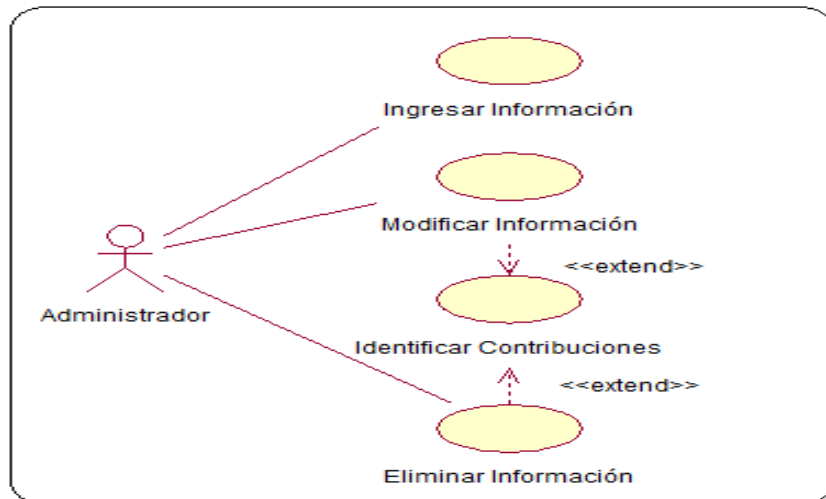 Ingresar Información
Modificar Información
<<extend>>
Administrador
Identificar Contribuciones
<<extend>>
Eliminar Información